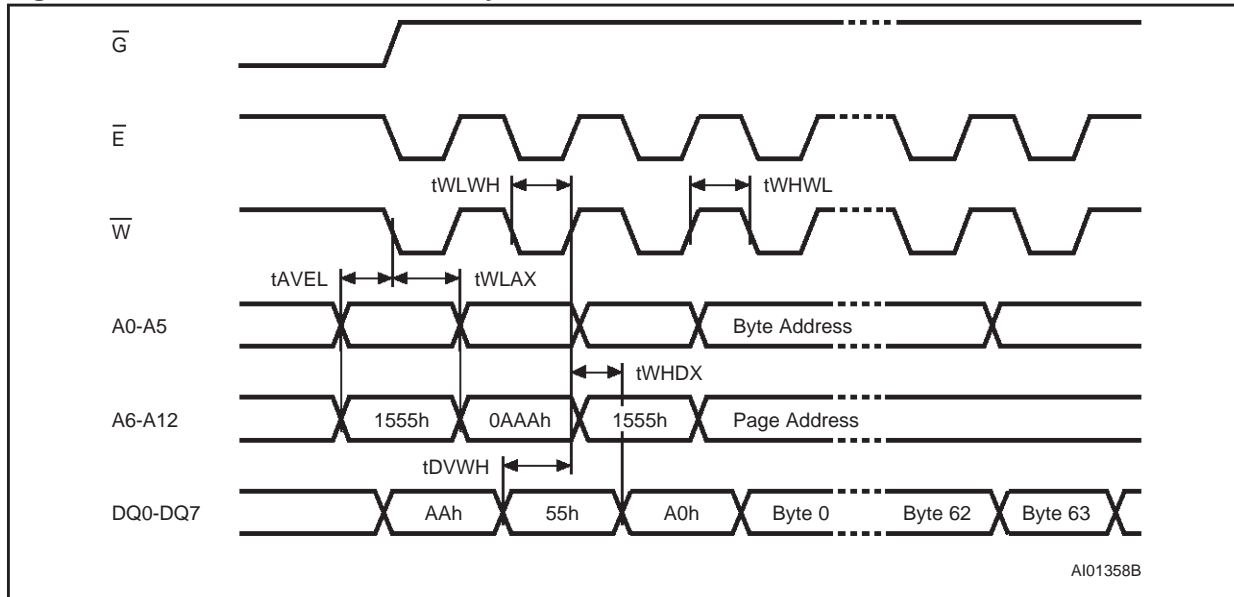 G
E
tWLWH
tWHWL
W
tAVEL
tWLAX
A0-A5
Byte Address
tWHDX
A6-A12
1555h
0AAAh
1555h
Page Address
tDVWH
DQ0-DQ7
AAh
55h
A0h
Byte 0
Byte 62
Byte 63
AI01358B